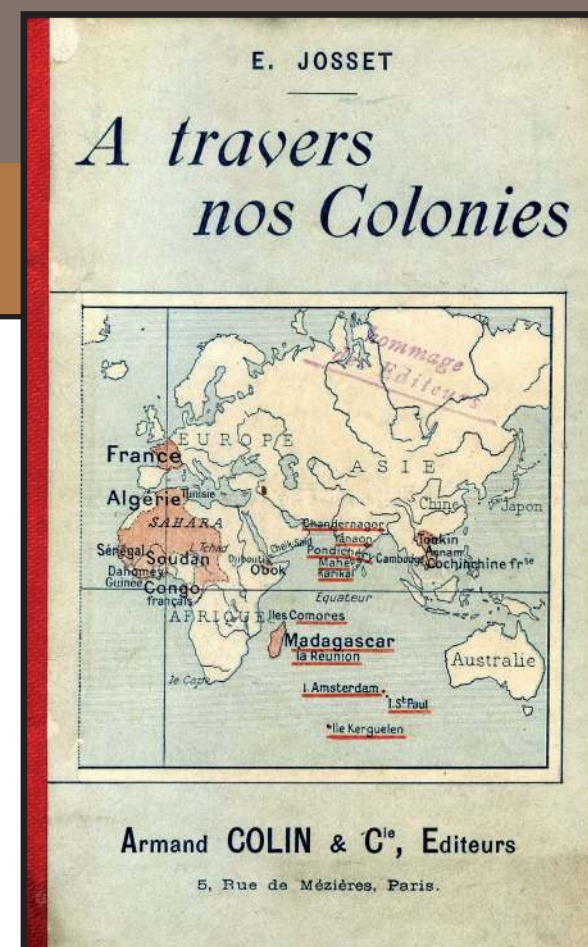 E. JOSSET
A travers
nos Colonies
hommage
des Editeurs
EUROPE
France
ASIE
Algérie
Tunisie
Chine
Japon
SAHARA
Chandernagor
Yanaon
Tonkin
Sénégal
Soudan
Tchad
Djibouti
Cheik-Saïd
Pondichéry
Cambodge
Annam
Dahomey
Obok
Mahé
Cochinchine frse
Guinée
Karikal
Congo
français
Equateur
AFRIQUE
Iles Comores
Madagascar
la Réunion
Australie
le Cap
I. Amsterdam
I. St Paul
Ile Kerguelen
Armand COLIN & Cie, Editeurs
5, Rue de Mézières, Paris.